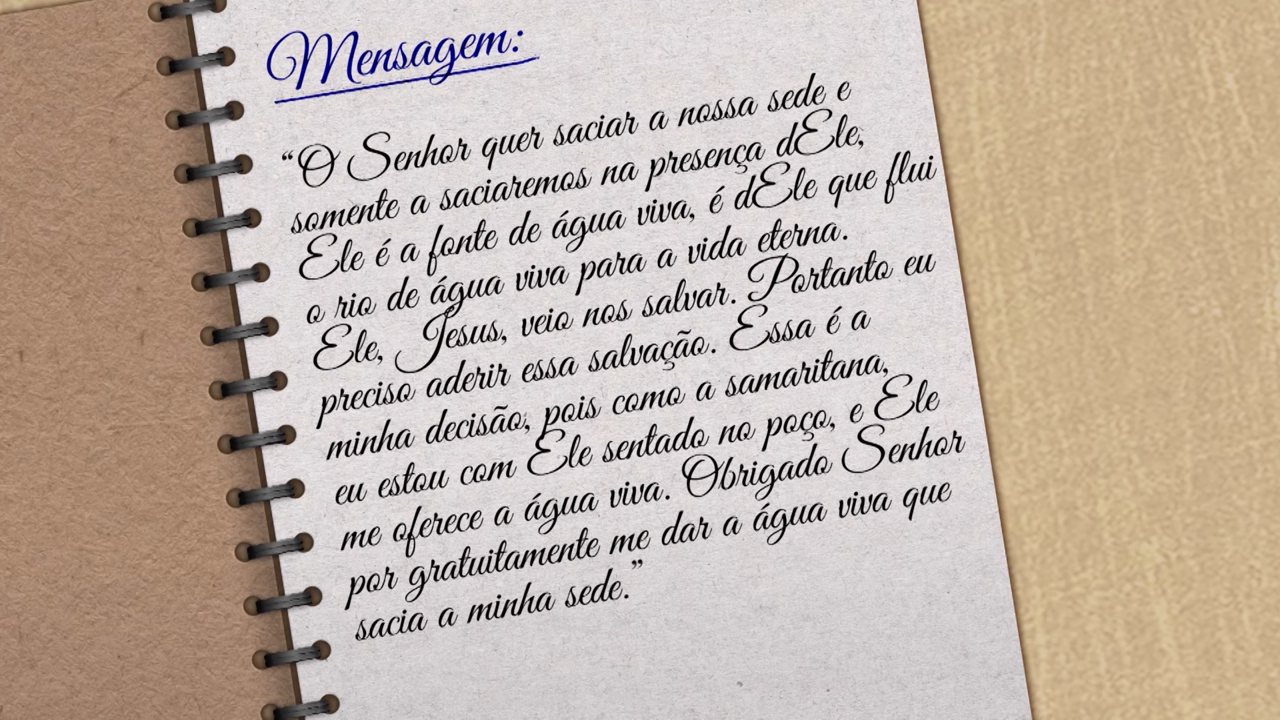 Mensagem:
“O Senhor quer saciar a nossa sede e
somente a saciaremos na presença dEle,
Ele é a fonte de água viva, é dEle que flui
o rio de água viva para a vida eterna.
Ele, Jesus, veio nos salvar. Portanto eu
preciso aderir essa salvação. Essa é a
minha decisão, pois como a samaritana,
eu estou com Ele sentado no poço, e Ele
me oferece a água viva. Obrigado Senhor
por gratuitamente me dar a água viva que
sacia a minha sede.”